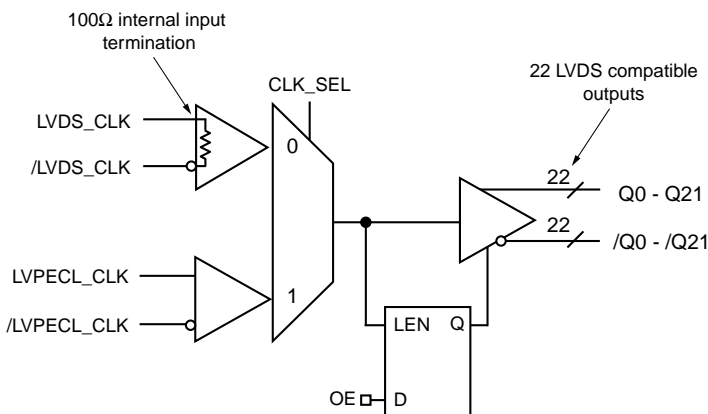 100Ω internal input
termination
22 LVDS compatible
outputs
CLK_SEL
LVDS_CLK
/LVDS_CLK
0
22
Q0 - Q21
22
/Q0 - /Q21
LVPECL_CLK
/LVPECL_CLK
1
LEN Q
OE D